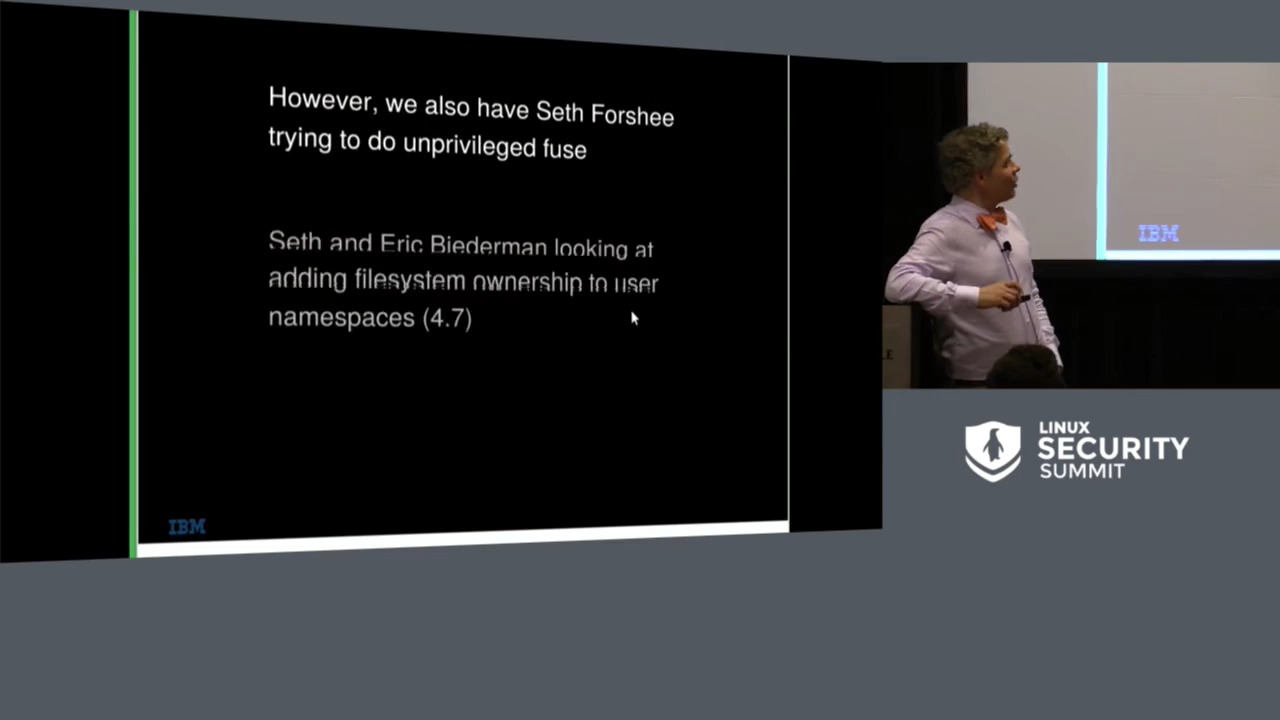 However, we also have Seth Forshee
trying to do unprivileged fuse
Seth and Eric Biederman looking at
adding filesystem ownership to user
namespaces (4.7)
IBM
IBM
LE
LINUX
SECURITY
SUMMIT